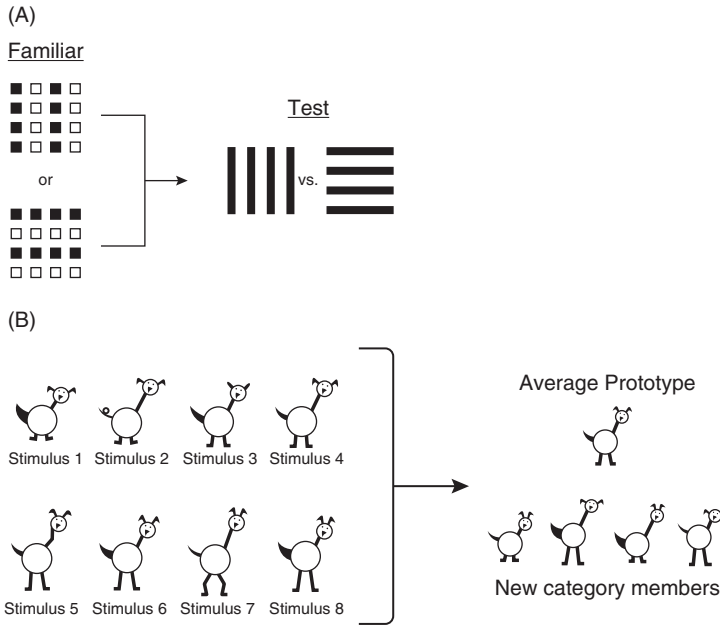 (A)
Familiar
or
Test
vs.
(B)
Stimulus 1 Stimulus 2 Stimulus 3 Stimulus 4
Stimulus 5 Stimulus 6 Stimulus 7 Stimulus 8
Average Prototype
New category members